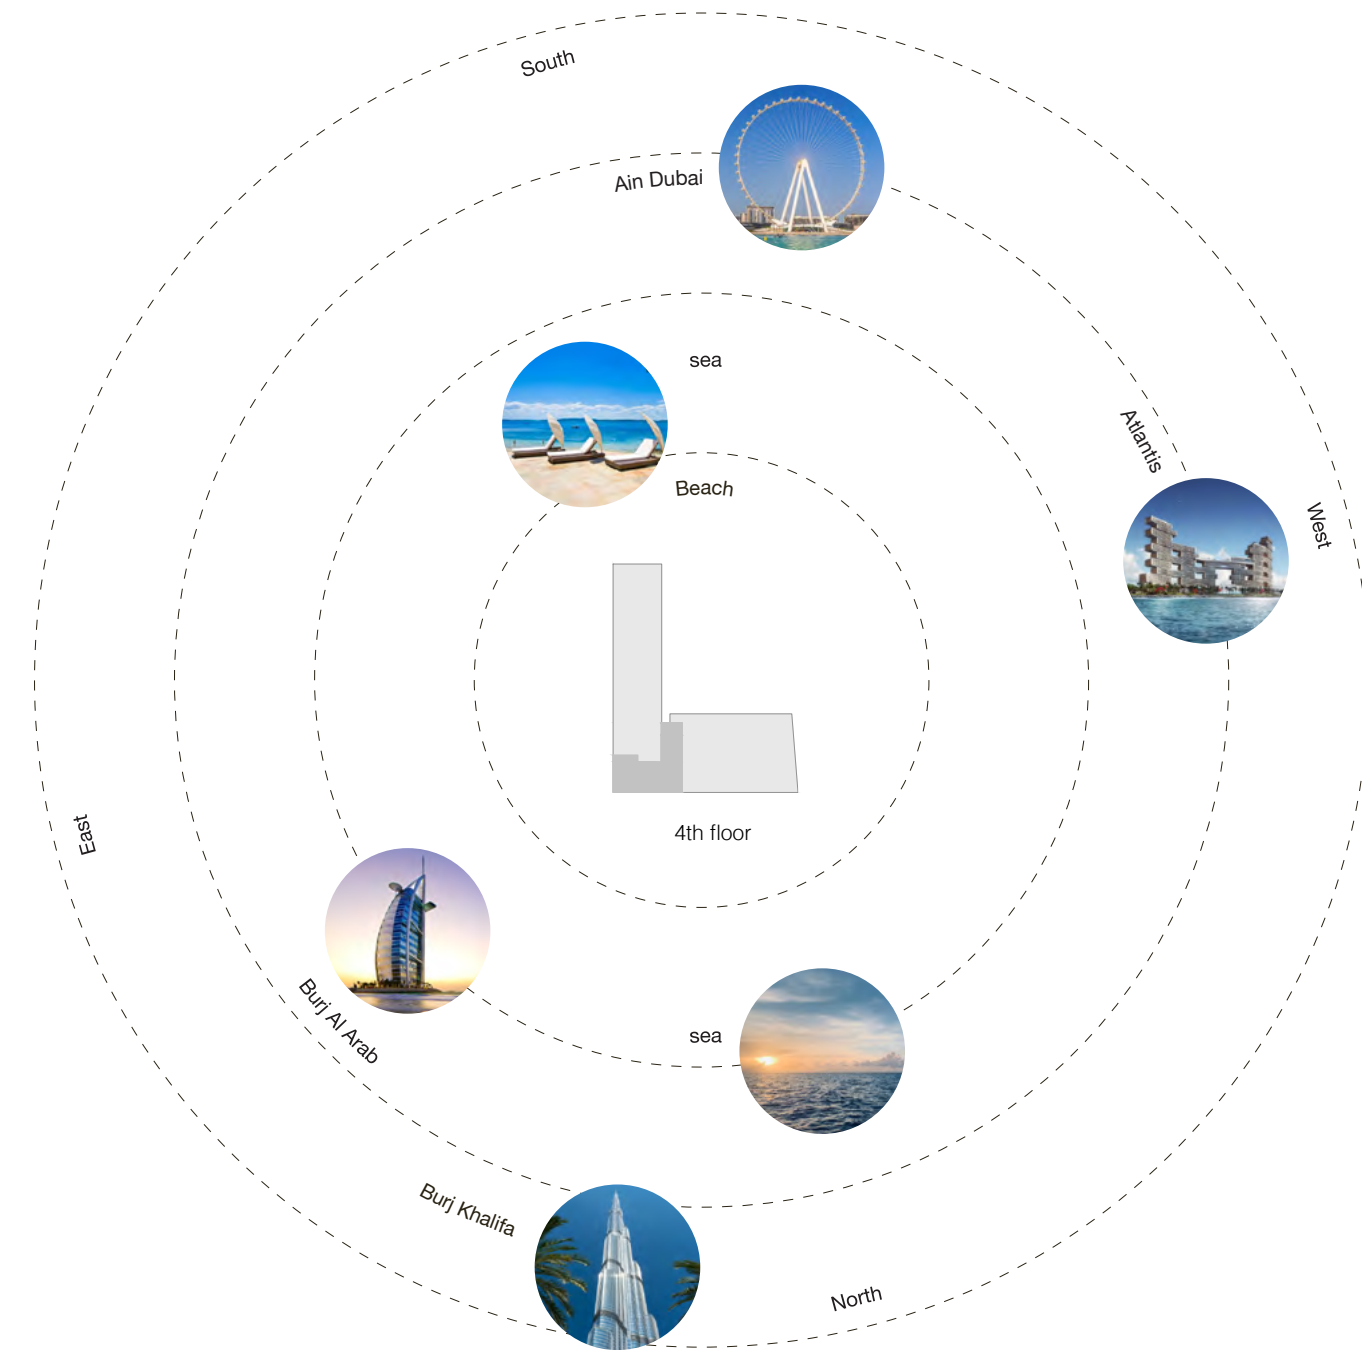 South
Ain Dubai
sea
Atlantis
Beach
West
4th floor
East
Burj Al Arab
sea
Burj Khalifa
North